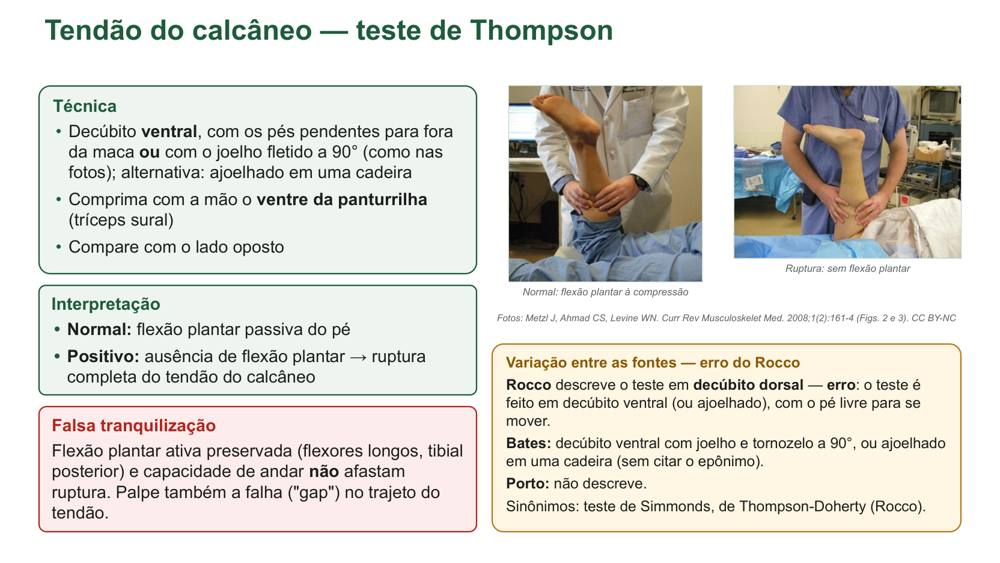 Tendão do calcâneo — teste de Thompson
Técnica
• Decúbito ventral, com os pés pendentes para fora
da maca ou com o joelho fletido a 90° (como nas
fotos); alternativa: ajoelhado em uma cadeira
• Comprima com a mão o ventre da panturrilha
(tríceps sural)
• Compare com o lado oposto
Interpretação
• Normal: flexão plantar passiva do pé
• Positivo: ausência de flexão plantar → ruptura
completa do tendão do calcâneo
Falsa tranquilização
Flexão plantar ativa preservada (flexores longos, tibial
posterior) e capacidade de andar não afastam
ruptura. Palpe também a falha ("gap") no trajeto do
tendão.
Normal: flexão plantar à compressão
Ruptura: sem flexão plantar
Fotos: Metzl J, Ahmad CS, Levine WN. Curr Rev Musculoskelet Med. 2008;1(2):161-4 (Figs. 2 e 3). CC BY-NC
Variação entre as fontes — erro do Rocco
Rocco descreve o teste em decúbito dorsal — erro: o teste é
feito em decúbito ventral (ou ajoelhado), com o pé livre para se
mover.
Bates: decúbito ventral com joelho e tornozelo a 90°, ou ajoelhado
em uma cadeira (sem citar o epônimo).
Porto: não descreve.
Sinônimos: teste de Simmonds, de Thompson-Doherty (Rocco).